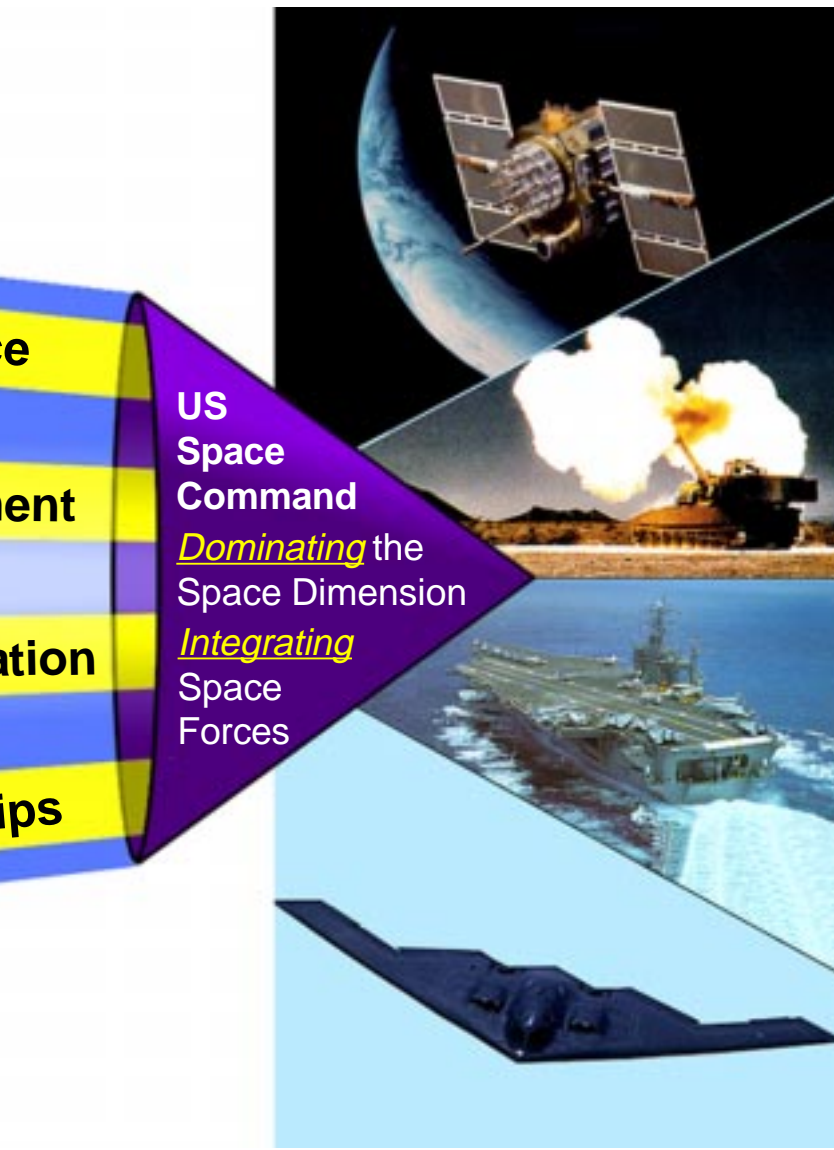 ce
US
Space
Command
ment
Dominating the
Space Dimension
Integrating
ation
Space
Forces
ips